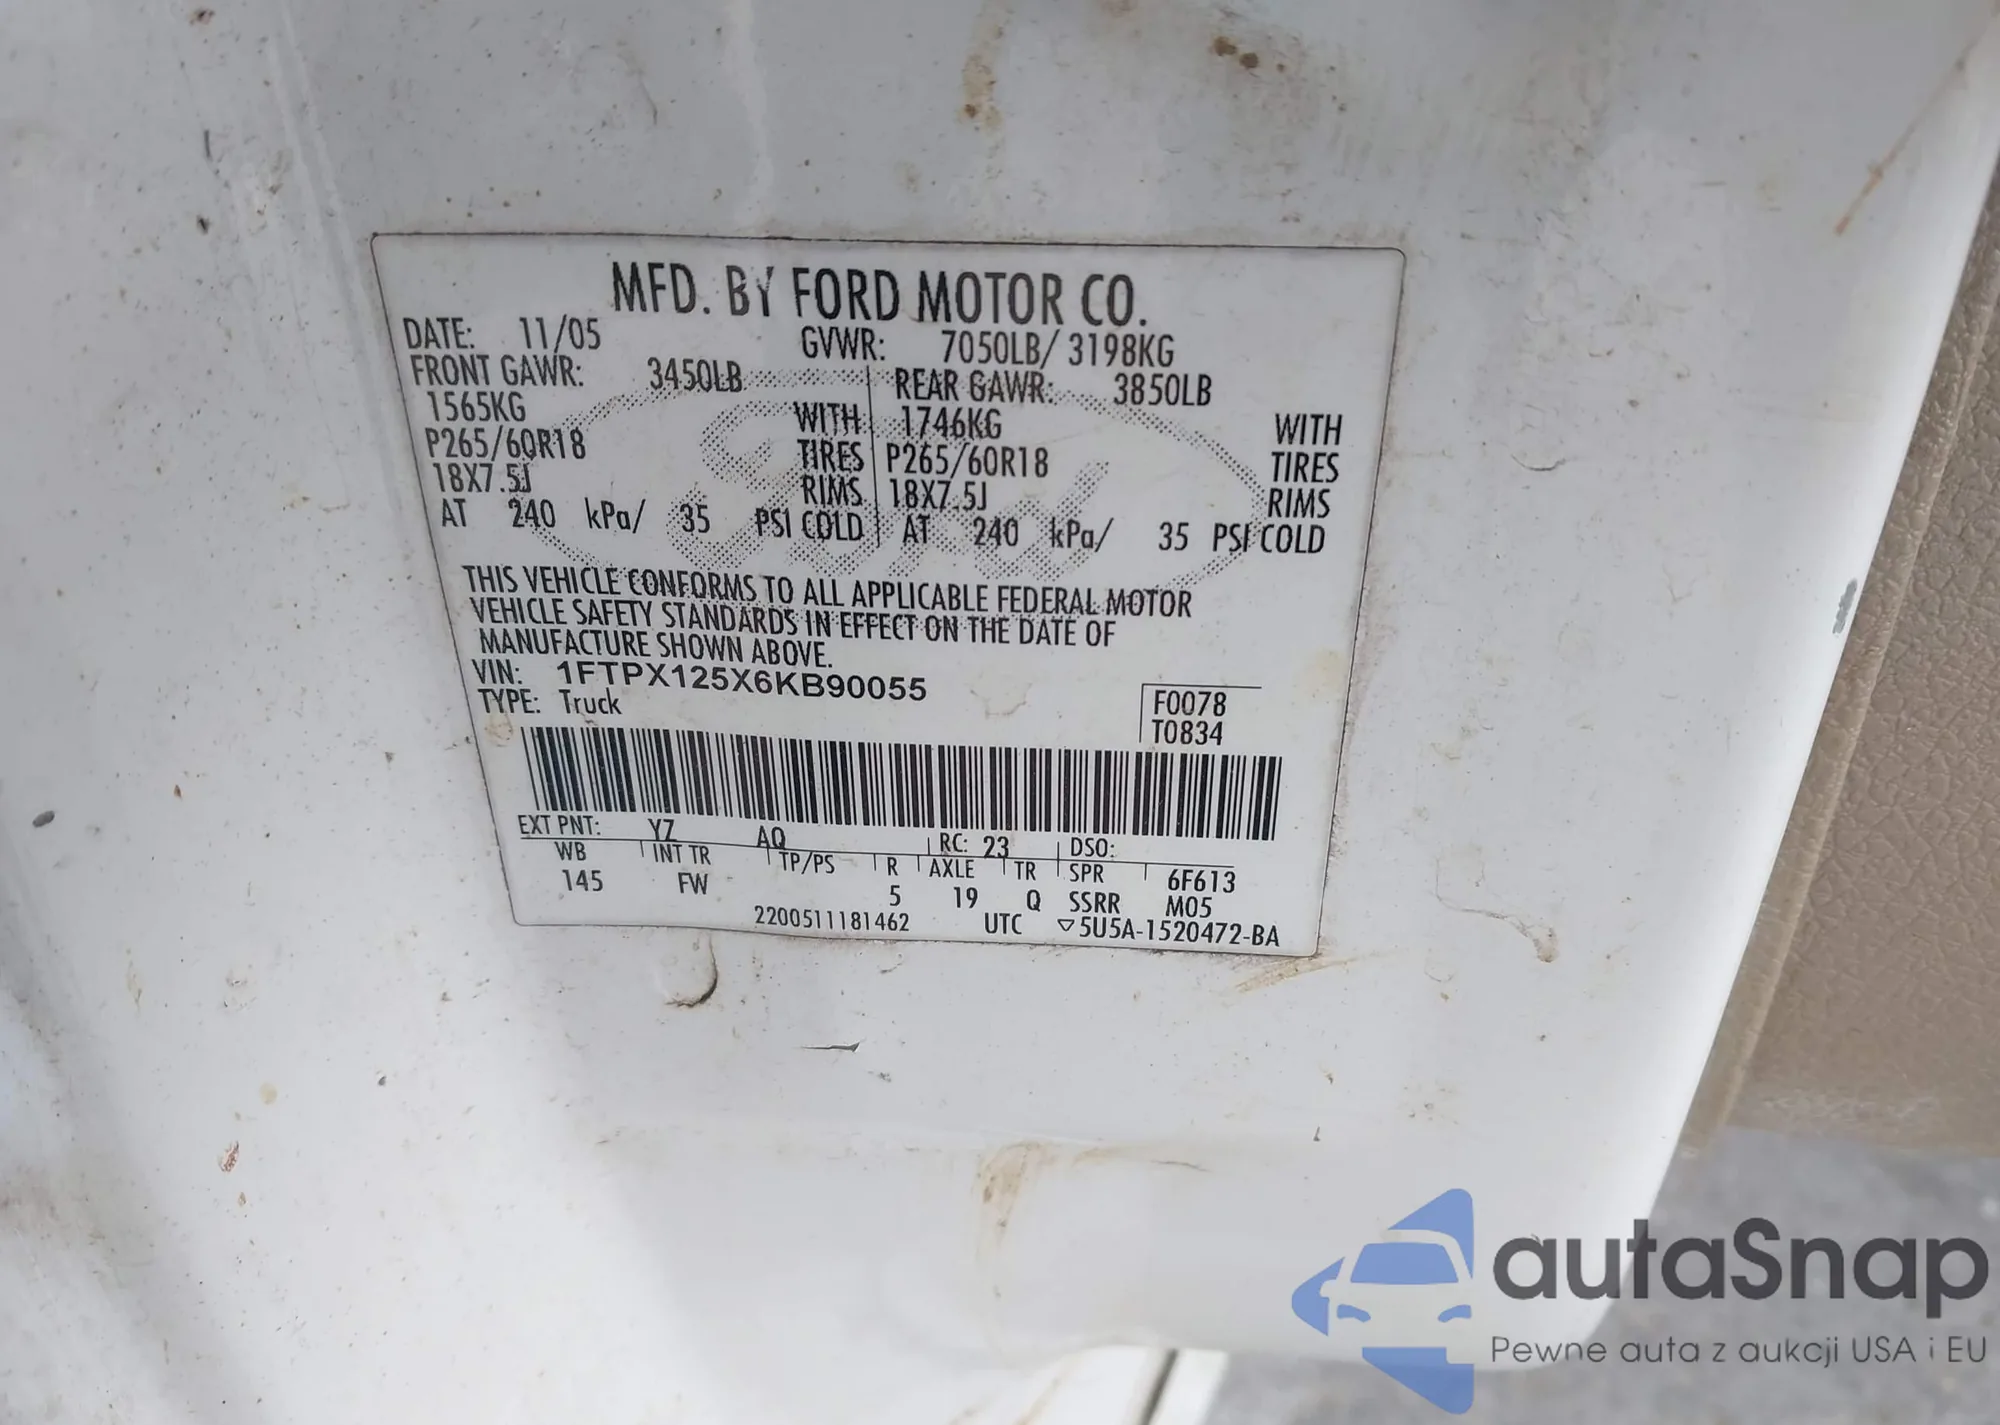 MFD. BY FORD MOTOR CO.
DATE: 11/05 GVWR: 7050LB/ 3198KG
FRONT GAWR: 3450LB REAR GAWR: 3850LB
1565KG WITH 1746KG WITH
P265/60R18 TIRES P265/60R18 TIRES
18X7.5J RIMS 18X7.5J RIMS
AT 240 kPa/ 35 PSI COLD AT 240 kPa/ 35 PSI COLD
THIS VEHICLE CONFORMS TO ALL APPLICABLE FEDERAL MOTOR
VEHICLE SAFETY STANDARDS IN EFFECT ON THE DATE OF
MANUFACTURE SHOWN ABOVE.
VIN: 1FTPX125X6KB90055
TYPE: Truck F0078
T0834
EXT PNT: YZ AQ RC: 23 DSO:
WB INT TR TP/PS R AXLE TR SPR 6F613
145 FW 5 19 Q SSRR M05
2200511181462 UTC ▽5U5A-1520472-BA
autaSnap
Pewne auta z aukcji USA i EU